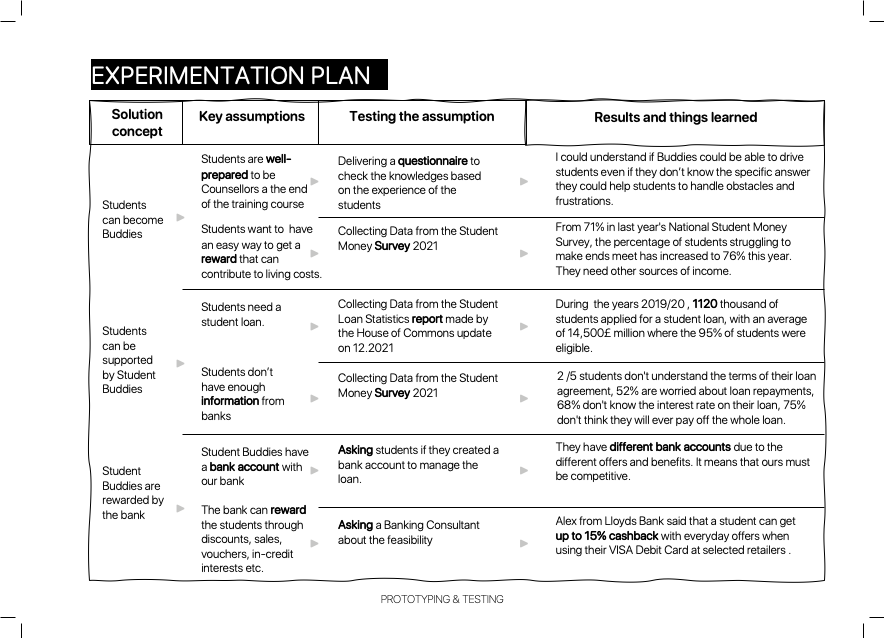 EXPERIMENTATION PLAN
Solution
concept
Key assumptions
Testing the assumption
Results and things learned
Students
can become
Buddies
Students are well-
prepared to be
Counsellors a the end
of the training course
Delivering a questionnaire to
check the knowledges based
on the experience of the
students
I could understand if Buddies could be able to drive
students even if they don't know the specific answer
they could help students to handle obstacles and
frustrations.
Students want to have
an easy way to get a
reward that can
contribute to living costs.
Collecting Data from the Student
Money Survey 2021
From 71% in last year's National Student Money
Survey, the percentage of students struggling to
make ends meet has increased to 76% this year.
They need other sources of income.
Students
can be
supported
by Student
Buddies
Students need a
student loan.
Collecting Data from the Student
Loan Statistics report made by
the House of Commons update
on 12.2021
During the years 2019/20 , 1120 thousand of
students applied for a student loan, with an average
of 14,500£ million where the 95% of students were
eligible.
Students don't
have enough
information from
banks
Collecting Data from the Student
Money Survey 2021
2 /5 students don't understand the terms of their loan
agreement, 52% are worried about loan repayments,
68% don't know the interest rate on their loan, 75%
don't think they will ever pay off the whole loan.
Student
Buddies are
rewarded by
the bank
Student Buddies have
a bank account with
our bank
Asking students if they created a
bank account to manage the
loan.
They have different bank accounts due to the
different offers and benefits. It means that ours must
be competitive.
The bank can reward
the students through
discounts, sales,
vouchers, in-credit
interests etc.
Asking a Banking Consultant
about the feasibility
Alex from Lloyds Bank said that a student can get
up to 15% cashback with everyday offers when
using their VISA Debit Card at selected retailers .
PROTOTYPING & TESTING